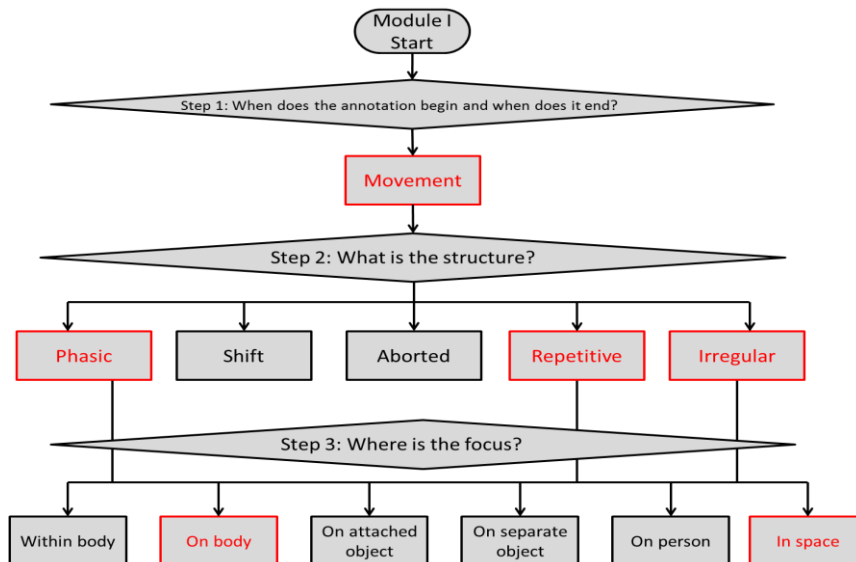 Module I
Start
Step 1: When does the annotation begin and when does it end?
Movement
Step 2: What is the structure?
Phasic
Shift
Aborted
Repetitive
Irregular
Step 3: Where is the focus?
Within body
On body
On attached
object
On separate
object
On person
In space